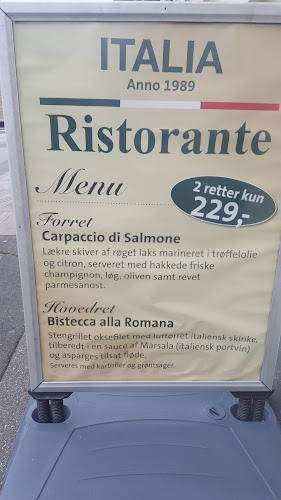 ITALIA
Anno 1989
Ristorante
Menu
2 retter kun
229,-
Forret
Carpaccio di Salmone
Lækre skiver af røget laks marineret i trøffelolie
og citron, serveret med hakkede friske
champignon, løg, oliven samt revet
parmesanost.
Hovedret
Bistecca alla Romana
Stengrillet oksefilet med lufttørret italiensk skinke,
tilberedt i en sauce af Marsala (italiensk portvin)
og asparges tilsat fløde.
Serveres med kartofler og grøntsager.